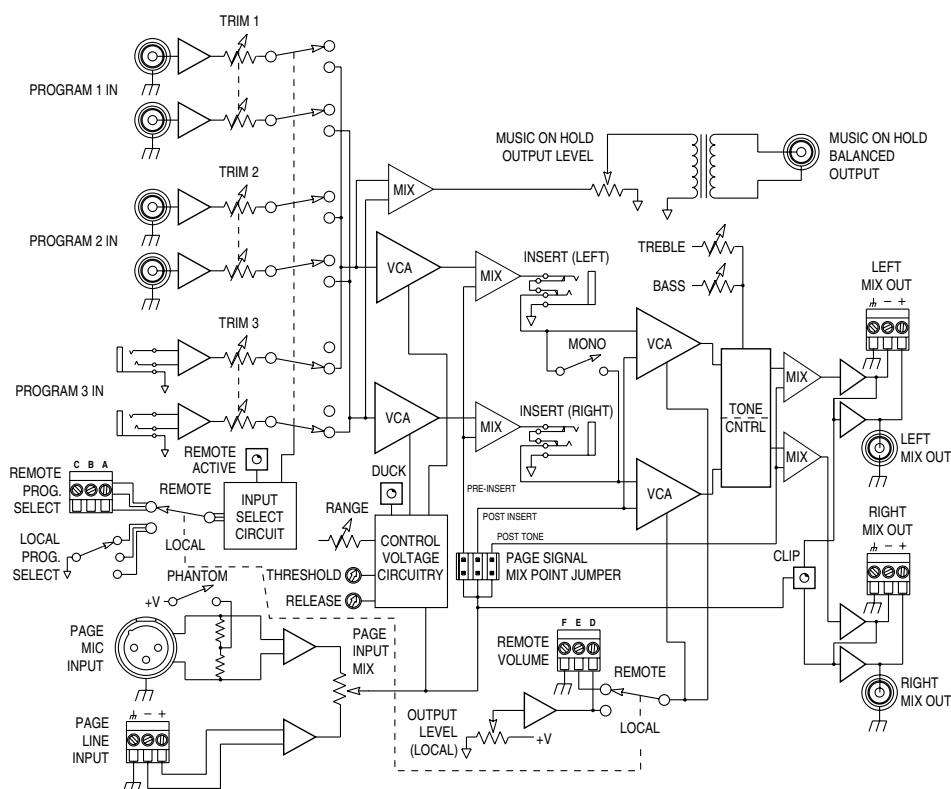 TRIM 1
PROGRAM 1 IN
TRIM 2
PROGRAM 2 IN
TRIM 3
PROGRAM 3 IN
MIX
MUSIC ON HOLD
OUTPUT LEVEL
MUSIC ON HOLD
BALANCED
OUTPUT
VCA
MIX
INSERT (LEFT)
TREBLE
BASS
LEFT
MIX OUT
− +
MONO
VCA
MIX
VCA
MIX
INSERT (RIGHT)
TONE
CNTRL
MIX
LEFT
MIX OUT
REMOTE
ACTIVE
C B A
REMOTE
PROG.
SELECT
REMOTE
INPUT
SELECT
CIRCUIT
LOCAL
LOCAL
PROG.
SELECT
DUCK
RANGE
CONTROL
VOLTAGE
CIRCUITRY
THRESHOLD
RELEASE
PRE-INSERT
POST INSERT
POST TONE
VCA
PAGE SIGNAL
MIX POINT JUMPER
CLIP
RIGHT
MIX OUT
− +
PHANTOM
+V
PAGE
MIC
INPUT
PAGE
INPUT
MIX
F E D
REMOTE
VOLUME
REMOTE
LOCAL
RIGHT
MIX OUT
OUTPUT
LEVEL
(LOCAL)
+V
− +
PAGE
LINE
INPUT